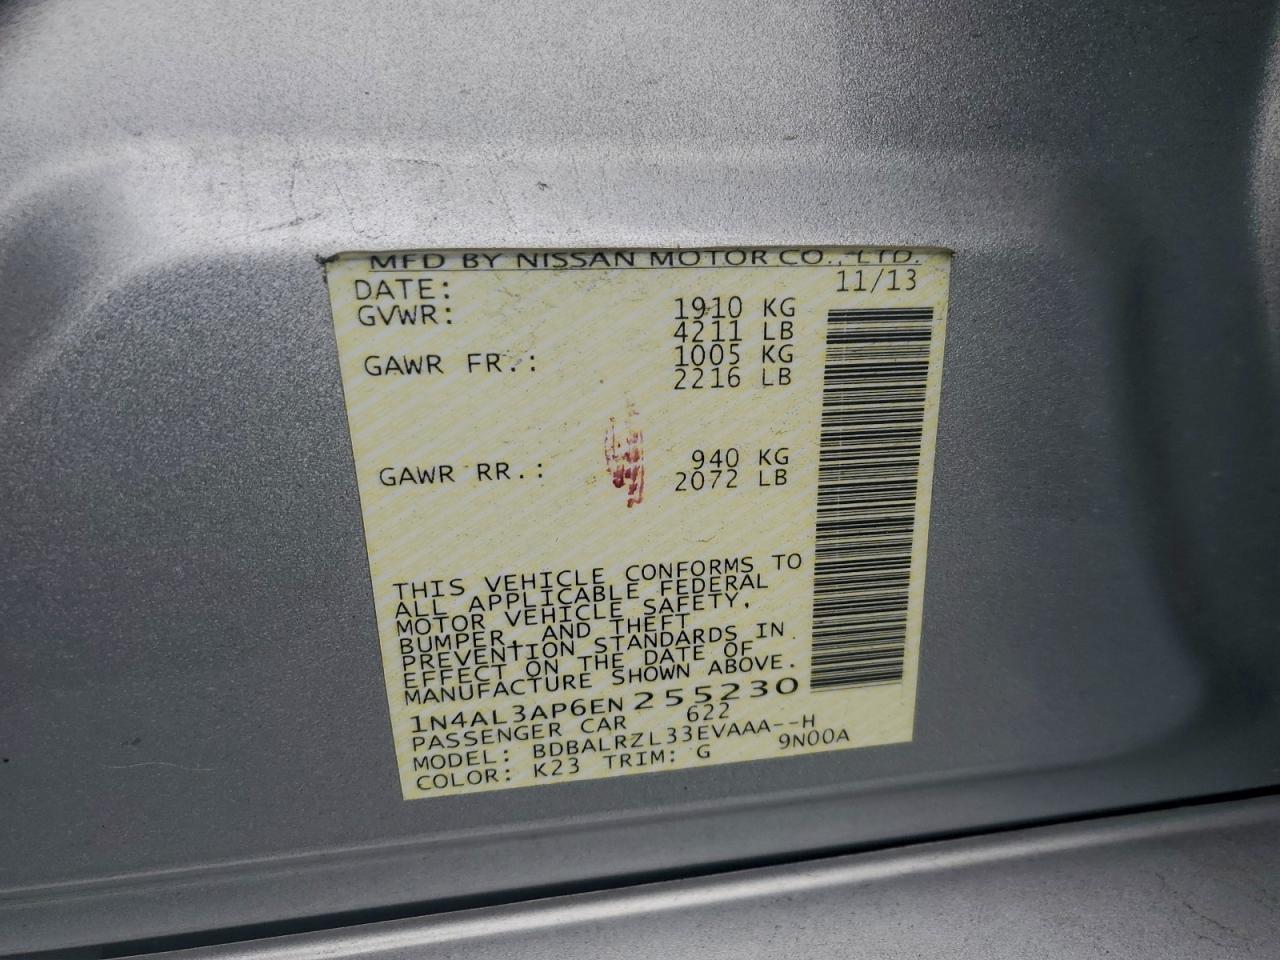 MFD BY NISSAN MOTOR CO., LTD.
DATE: 11/13
GVWR: 1910 KG
4211 LB
GAWR FR.: 1005 KG
2216 LB
GAWR RR.: 940 KG
2072 LB
THIS VEHICLE CONFORMS TO
ALL APPLICABLE FEDERAL
MOTOR VEHICLE SAFETY,
BUMPER, AND THEFT
PREVENTION STANDARDS IN
EFFECT ON THE DATE OF
MANUFACTURE SHOWN ABOVE.
1N4AL3AP6EN255230
PASSENGER CAR 622
MODEL: BDBALRZL33EVAAA--H
COLOR: K23 TRIM: G 9N00A